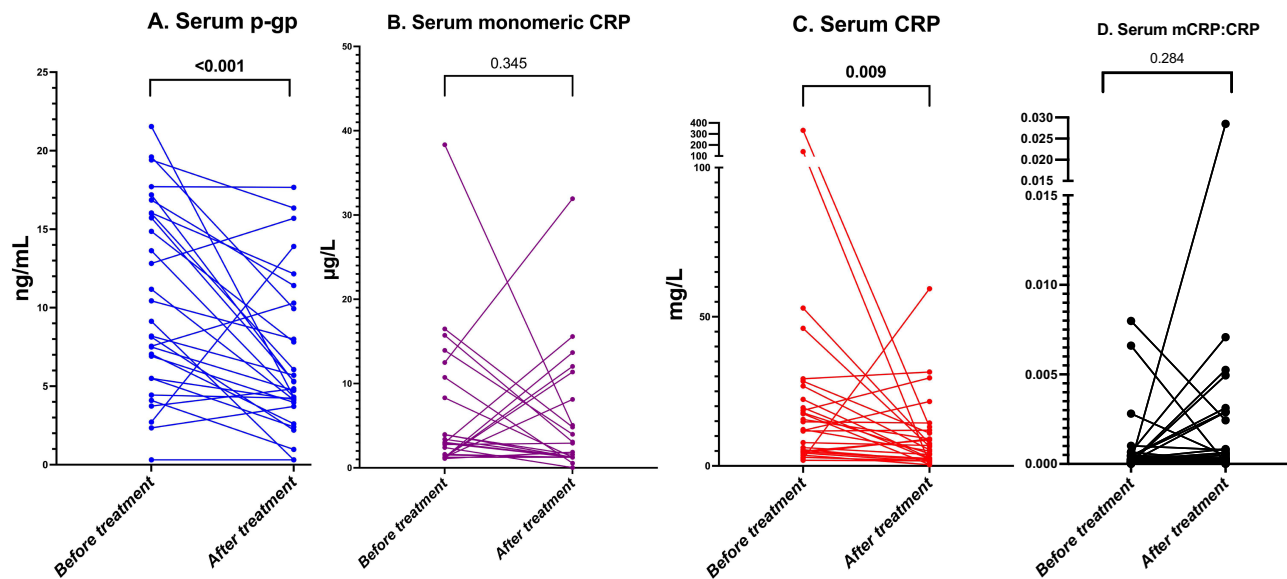 A. Serum p-gp
<0.001
25
20
15
10
5
0
ng/mL
Before treatment
After treatment
B. Serum monomeric CRP
0.345
50
40
30
20
10
0
µg/L
Before treatment
After treatment
C. Serum CRP
0.009
400
300
200
100
100
50
0
mg/L
Before treatment
After treatment
D. Serum mCRP:CRP
0.284
0.030
0.025
0.020
0.015
0.010
0.005
0.000
Before treatment
After treatment